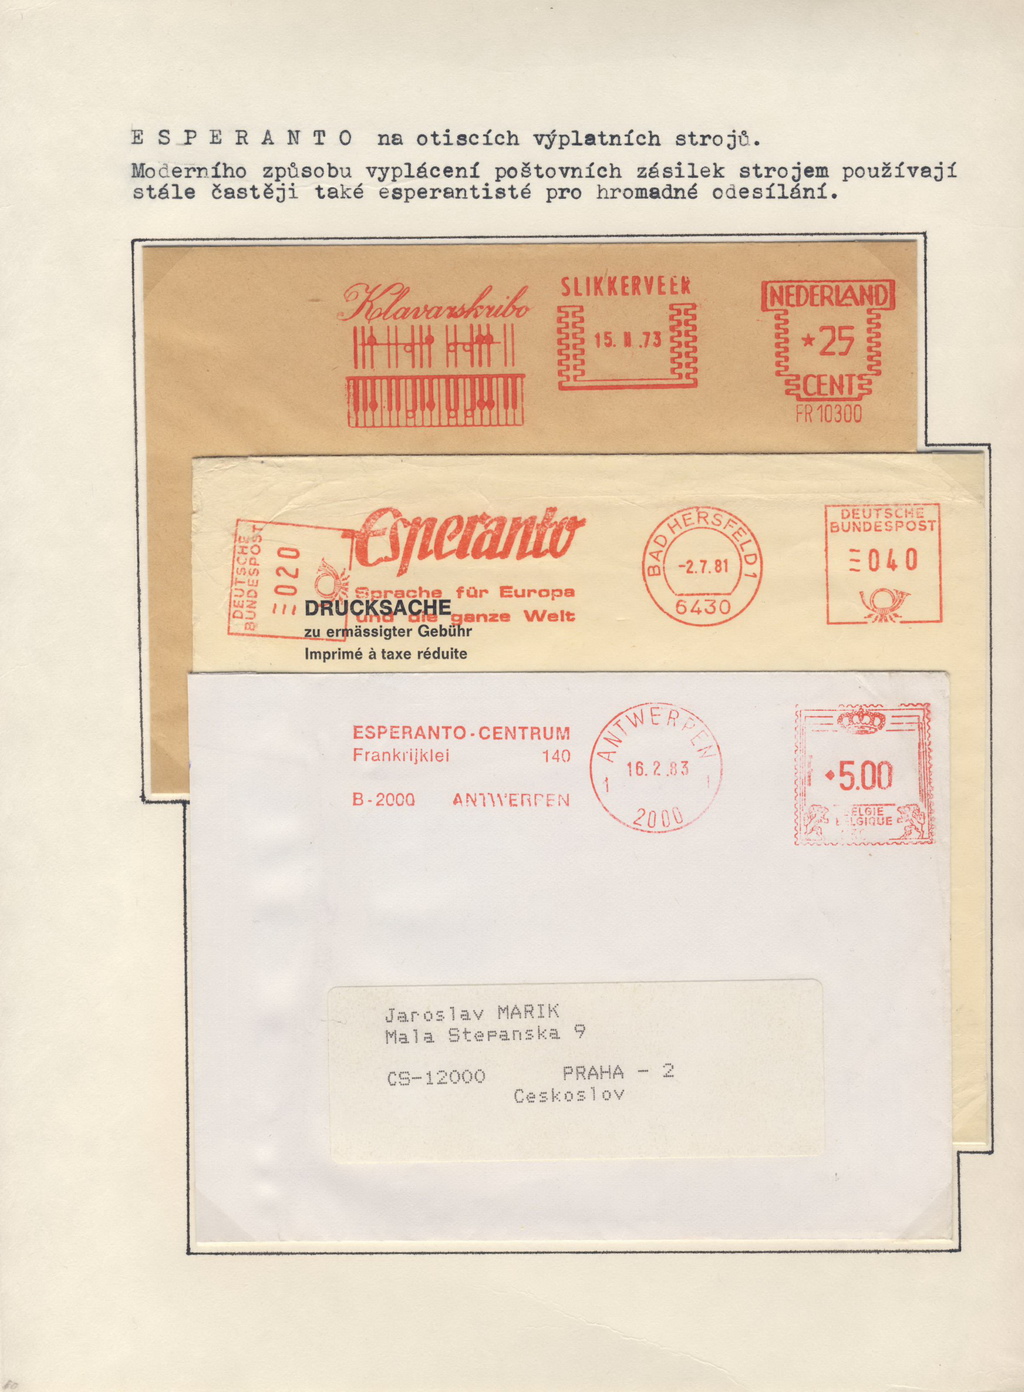 E S P E R A N T O na otiscích výplatních strojů.
Moderního způsobu vyplácení poštovních zásilek strojem používají
stále častěji také esperantisté pro hromadné odesílání.
Klavarskribo
SLIKKERVEER
15. II .73
NEDERLAND
*25
CENT
FR 10300
DEUTSCHE
BUNDESPOST
020
Esperanto
Sprache für Europa
und die ganze Welt
DRUCKSACHE
zu ermässigter Gebühr
Imprimé à taxe réduite
BAD HERSFELD 1
-2.7.81
6430
DEUTSCHE
BUNDESPOST
040
ESPERANTO-CENTRUM
Frankrijklei 140
B-2000 ANTWERPEN
ANTWERPEN
1 16.2.83 1
2000
5.00
BELGIE
BELGIQUE
Jaroslav MARIK
Mala Stepanska 9
CS-12000 PRAHA - 2
Ceskoslov